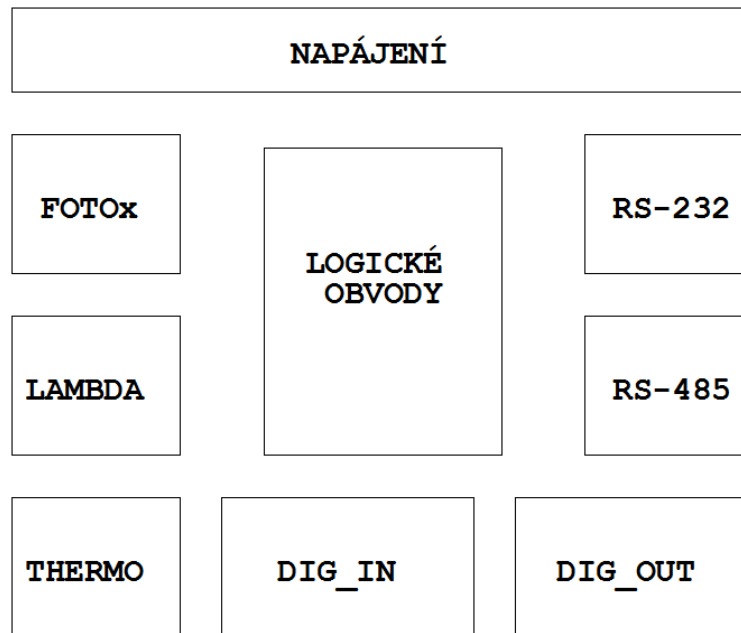 NAPÁJENÍ
FOTOx
LOGICKÉ
OBVODY
RS-232
LAMBDA
RS-485
THERMO
DIG_IN
DIG_OUT